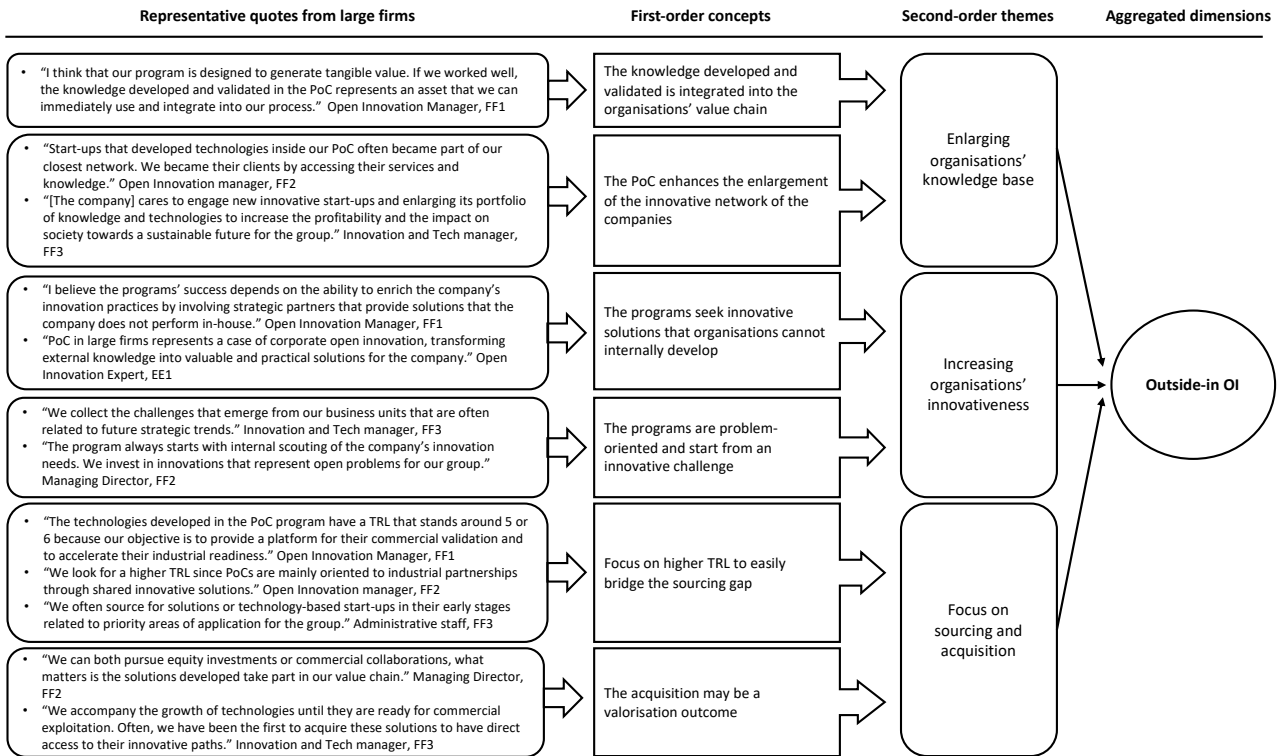 Representative quotes from large firms
First-order concepts
Second-order themes
Aggregated dimensions
• “I think that our program is designed to generate tangible value. If we worked well,
the knowledge developed and validated in the PoC represents an asset that we can
immediately use and integrate into our process.” Open Innovation Manager, FF1
The knowledge developed and
validated is integrated into the
organisations’ value chain
• “Start-ups that developed technologies inside our PoC often became part of our
closest network. We became their clients by accessing their services and
knowledge.” Open Innovation manager, FF2
• “[The company] cares to engage new innovative start-ups and enlarging its portfolio
of knowledge and technologies to increase the profitability and the impact on
society towards a sustainable future for the group.” Innovation and Tech manager,
FF3
The PoC enhances the enlargement
of the innovative network of the
companies
Enlarging
organisations’
knowledge base
• “I believe the programs’ success depends on the ability to enrich the company’s
innovation practices by involving strategic partners that provide solutions that the
company does not perform in-house.” Open Innovation Manager, FF1
• “PoC in large firms represents a case of corporate open innovation, transforming
external knowledge into valuable and practical solutions for the company.” Open
Innovation Expert, EE1
The programs seek innovative
solutions that organisations cannot
internally develop
• “We collect the challenges that emerge from our business units that are often
related to future strategic trends.” Innovation and Tech manager, FF3
• “The program always starts with internal scouting of the company’s innovation
needs. We invest in innovations that represent open problems for our group.”
Managing Director, FF2
The programs are problem-
oriented and start from an
innovative challenge
Increasing
organisations’
innovativeness
Outside-in OI
• “The technologies developed in the PoC program have a TRL that stands around 5 or
6 because our objective is to provide a platform for their commercial validation and
to accelerate their industrial readiness.” Open Innovation Manager, FF1
• “We look for a higher TRL since PoCs are mainly oriented to industrial partnerships
through shared innovative solutions.” Open Innovation manager, FF2
• “We often source for solutions or technology-based start-ups in their early stages
related to priority areas of application for the group.” Administrative staff, FF3
Focus on higher TRL to easily
bridge the sourcing gap
• “We can both pursue equity investments or commercial collaborations, what
matters is the solutions developed take part in our value chain.” Managing Director,
FF2
• “We accompany the growth of technologies until they are ready for commercial
exploitation. Often, we have been the first to acquire these solutions to have direct
access to their innovative paths.” Innovation and Tech manager, FF3
The acquisition may be a
valorisation outcome
Focus on
sourcing and
acquisition